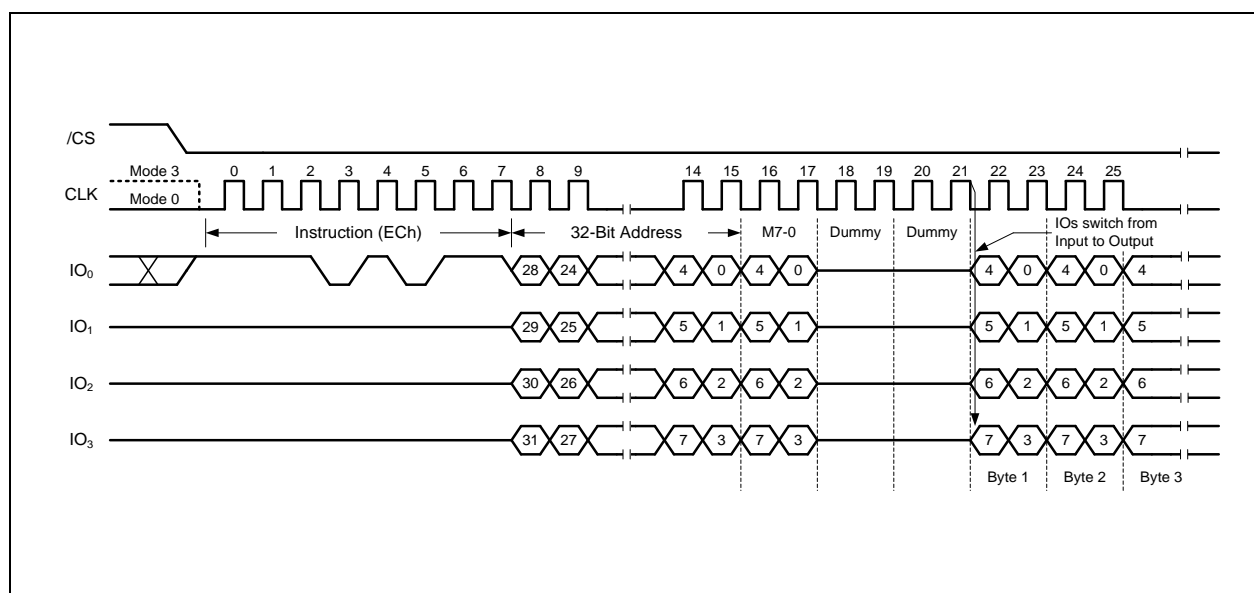 /CS
Mode 3 0 1 2 3 4 5 6 7 8 9 14 15 16 17 18 19 20 21 22 23 24 25
CLK
Mode 0
Instruction (ECh) 32-Bit Address M7-0 Dummy Dummy IOs switch from
Input to Output
IO₀ 28 24 4 0 4 0 4 0 4 0 4
IO₁ 29 25 5 1 5 1 5 1 5 1 5
IO₂ 30 26 6 2 6 2 6 2 6 2 6
IO₃ 31 27 7 3 7 3 7 3 7 3 7
Byte 1 Byte 2 Byte 3